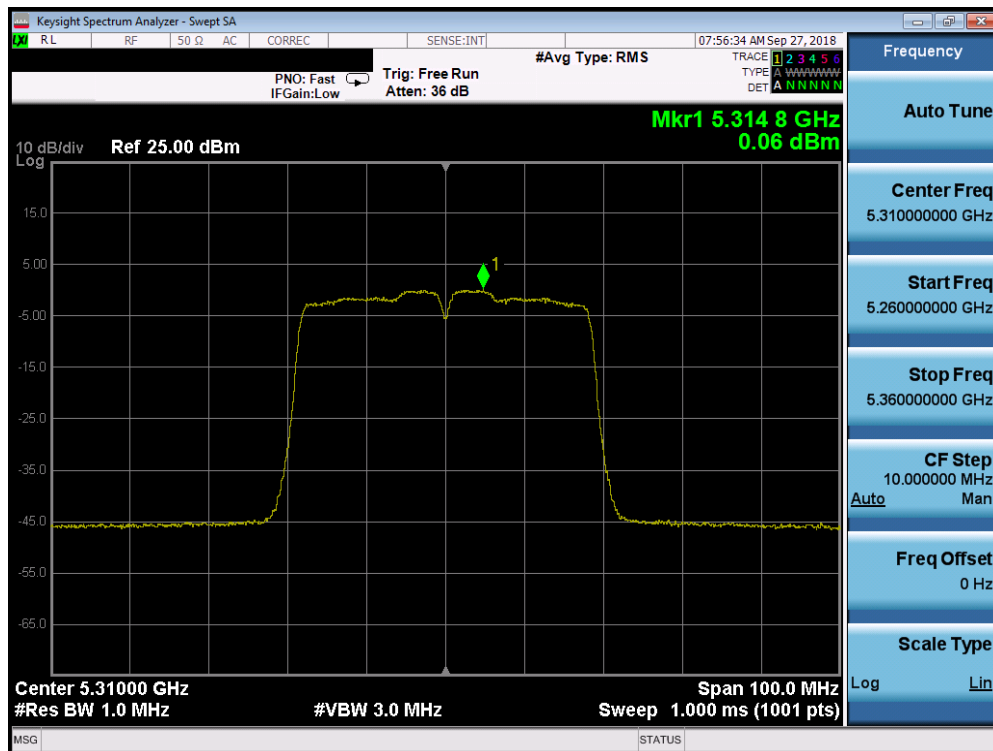 Keysight Spectrum Analyzer - Swept SA
LXI RL RF 50 Ω AC CORREC SENSE:INT 07:56:34 AM Sep 27, 2018
PNO: Fast
IFGain:Low
Trig: Free Run
Atten: 36 dB
#Avg Type: RMS
TRACE 1 2 3 4 5 6
TYPE A WWWWW
DET A N N N N N
Mkr1 5.314 8 GHz
0.06 dBm
10 dB/div Ref 25.00 dBm
Log
15.0
5.00
-5.00
-15.0
-25.0
-35.0
-45.0
-55.0
-65.0
1
Center 5.31000 GHz
#Res BW 1.0 MHz
#VBW 3.0 MHz
Span 100.0 MHz
Sweep 1.000 ms (1001 pts)
MSG
STATUS
Frequency
Auto Tune
Center Freq
5.310000000 GHz
Start Freq
5.260000000 GHz
Stop Freq
5.360000000 GHz
CF Step
10.000000 MHz
Auto Man
Freq Offset
0 Hz
Scale Type
Log Lin